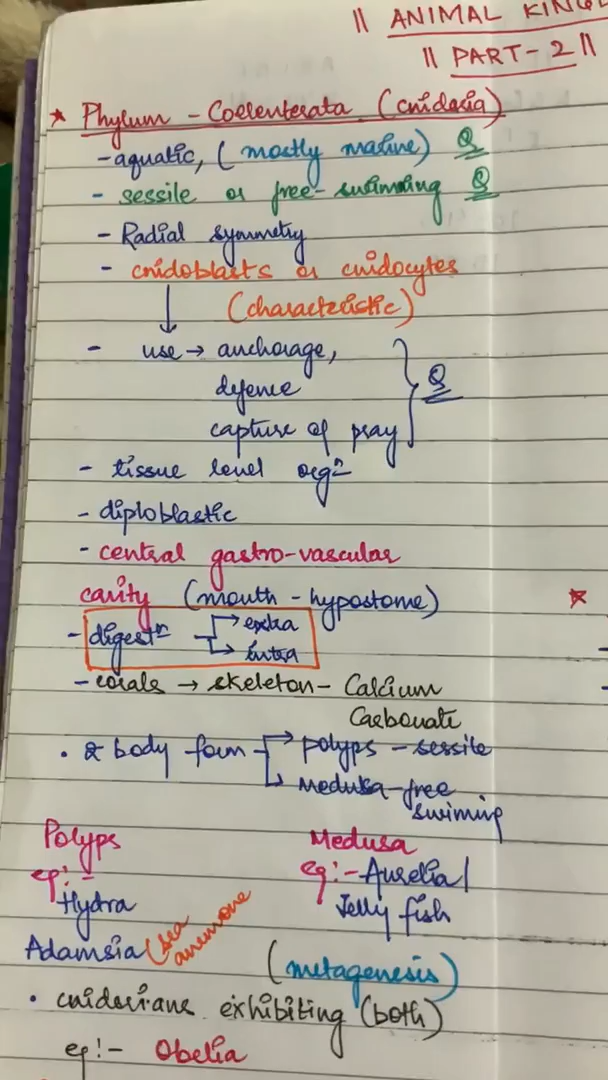 || ANIMAL KING
|| PART-2 ||
* Phylum - Coelenterata (cnidaria)
- aquatic, (mostly marine) Q
- sessile or free-swimming Q
- Radial symmetry
- cnidoblasts or cnidocytes
(characteristic)
- use → anchorage,
defence
capture of pray } Q
- tissue level orgⁿ
- diploblastic
- central gastro-vascular
cavity (mouth - hypostome)
- digestⁿ → extra
→ intra
- corals → skeleton - Calcium
Carbonate
• 2 body form → polyps - sessile
→ Medusa - free
swiming
Polyps Medusa
eg:- eg:- Aurelia/
Hydra Jelly fish
Adamsia (sea anemone
(metagenesis)
• cnidarians exhibiting (both)
eg:- Obelia